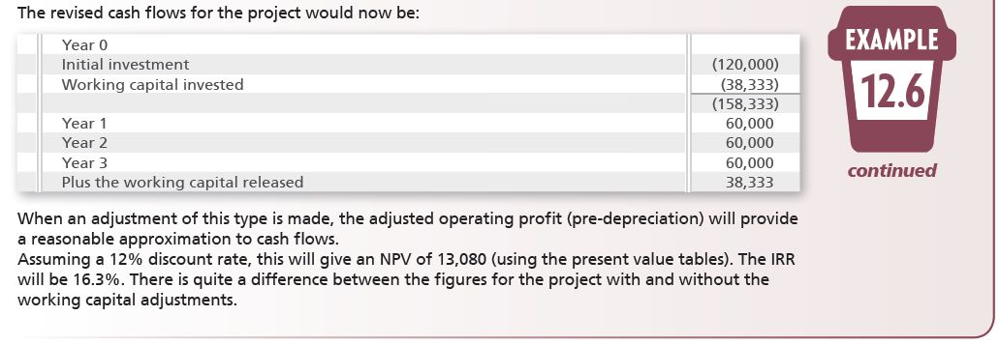 The revised cash flows for the project would now be:
Year 0
Initial investment (120,000)
Working capital invested (38,333)
(158,333)
Year 1 60,000
Year 2 60,000
Year 3 60,000
Plus the working capital released 38,333
When an adjustment of this type is made, the adjusted operating profit (pre-depreciation) will provide
a reasonable approximation to cash flows.
Assuming a 12% discount rate, this will give an NPV of 13,080 (using the present value tables). The IRR
will be 16.3%. There is quite a difference between the figures for the project with and without the
working capital adjustments.
EXAMPLE
12.6
continued